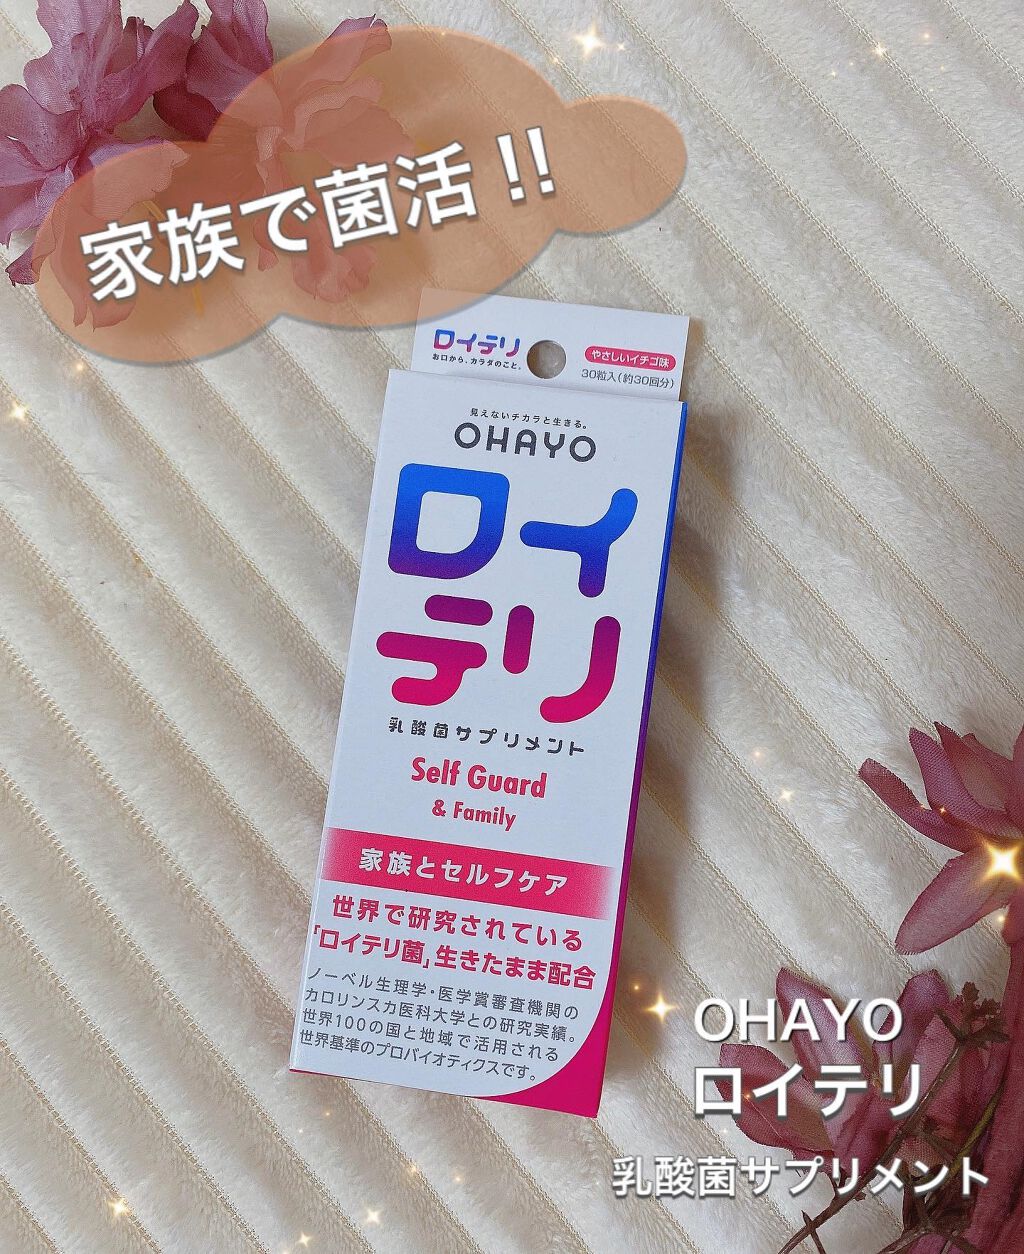 家族で菌活!!
ロイテリ
お口から、カラダのこと。
やさしいイチゴ味
30粒入(約30回分)
見えないチカラと生きる。
OHAYO
ロイ
テリ
乳酸菌サプリメント
Self Guard
& Family
家族とセルフケア
世界で研究されている
「ロイテリ菌」生きたまま配合
ノーベル生理学・医学賞審査機関の
カロリンスカ医科大学との研究実績。
世界100の国と地域で活用される
世界基準のプロバイオティクスです。
OHAYO
ロイテリ
乳酸菌サプリメント